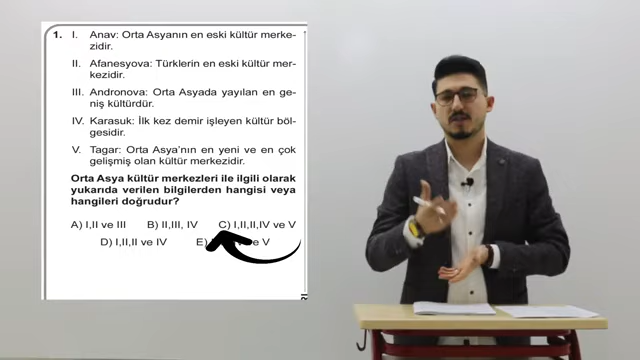 1. I. Anav: Orta Asyanın en eski kültür merke-
zidir.
II. Afanesyova: Türklerin en eski kültür mer-
kezidir.
III. Andronova: Orta Asyada yayılan en ge-
niş kültürdür.
IV. Karasuk: İlk kez demir işleyen kültür böl-
gesidir.
V. Tagar: Orta Asya'nın en yeni ve en çok
gelişmiş olan kültür merkezidir.
Orta Asya kültür merkezleri ile ilgili olarak
yukarıda verilen bilgilerden hangisi veya
hangileri doğrudur?
A) I,II ve III B) II,III, IV C) I,II,II,IV ve V
D) I,II,II ve IV E) ve V